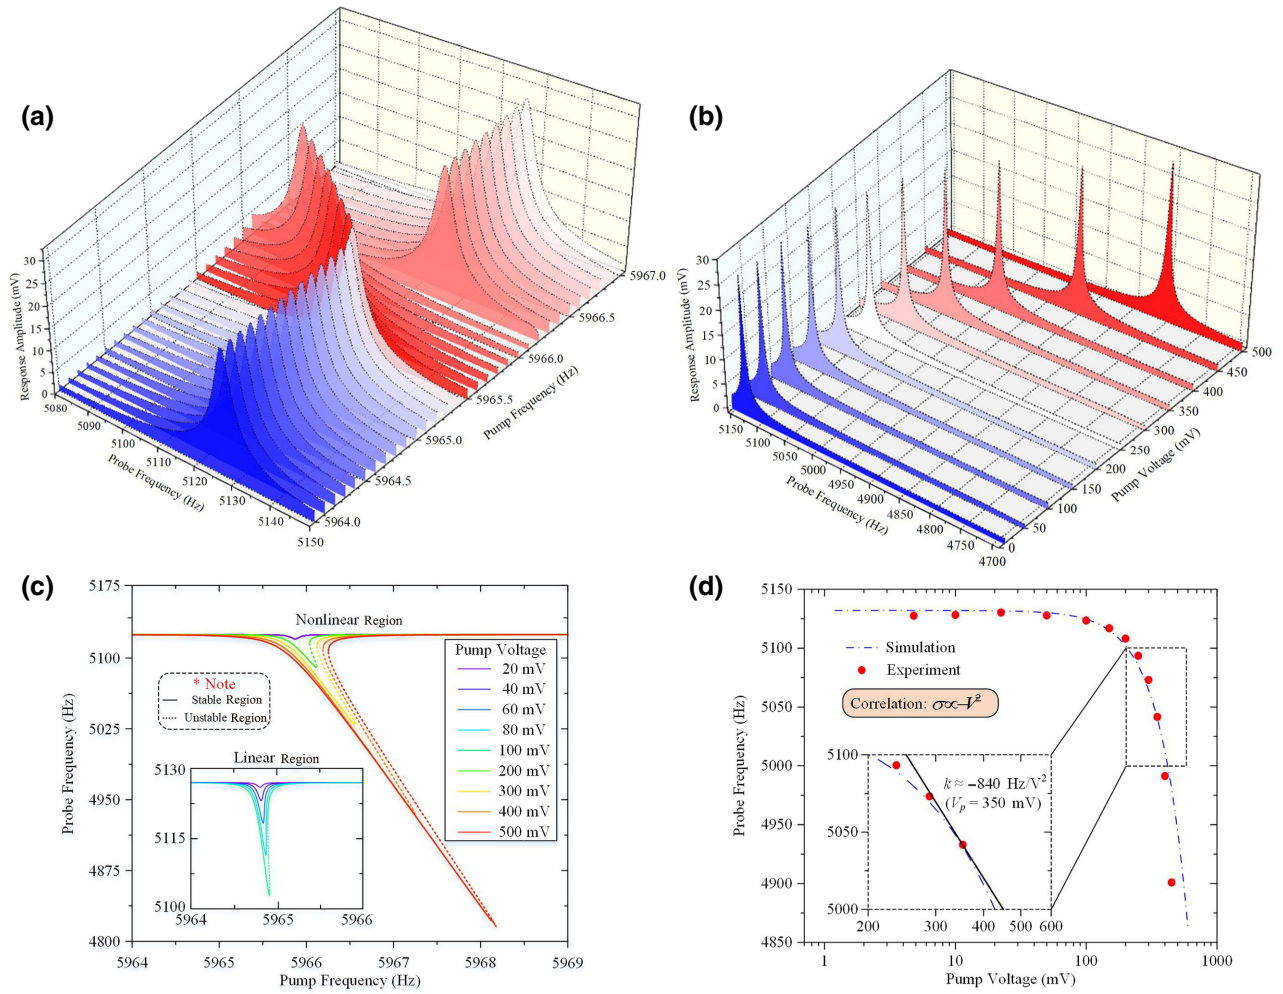 (a)
Response Amplitude (mV)
30
25
20
15
10
5
0
5080
5090
5100
5110
5120
5130
5140
5150
Probe Frequency (Hz)
5964.0
5964.5
5965.0
5965.5
5966.0
5966.5
5967.0
Pump Frequency (Hz)
(b)
Response Amplitude (mV)
30
25
20
15
10
5
0
5150
5100
5050
5000
4950
4900
4850
4800
4750
4700
Probe Frequency (Hz)
0
50
100
150
200
250
300
350
400
450
500
Pump Voltage (mV)
(c)
Probe Frequency (Hz)
5175
5100
5025
4950
4875
4800
Nonlinear Region
Pump Voltage
20 mV
40 mV
60 mV
80 mV
100 mV
200 mV
300 mV
400 mV
500 mV
* Note
Stable Region
Unstable Region
Linear Region
5130
5115
5100
5964 5965 5966
5964 5965 5966 5967 5968 5969
Pump Frequency (Hz)
(d)
Probe Frequency (Hz)
5150
5100
5050
5000
4950
4900
4850
Simulation
Experiment
Correlation: σ∝-V²
5100
5050
5000
k ≈ −840 Hz/V²
(Vₚ = 350 mV)
200 300 400 500 600
1 10 100 1000
Pump Voltage (mV)